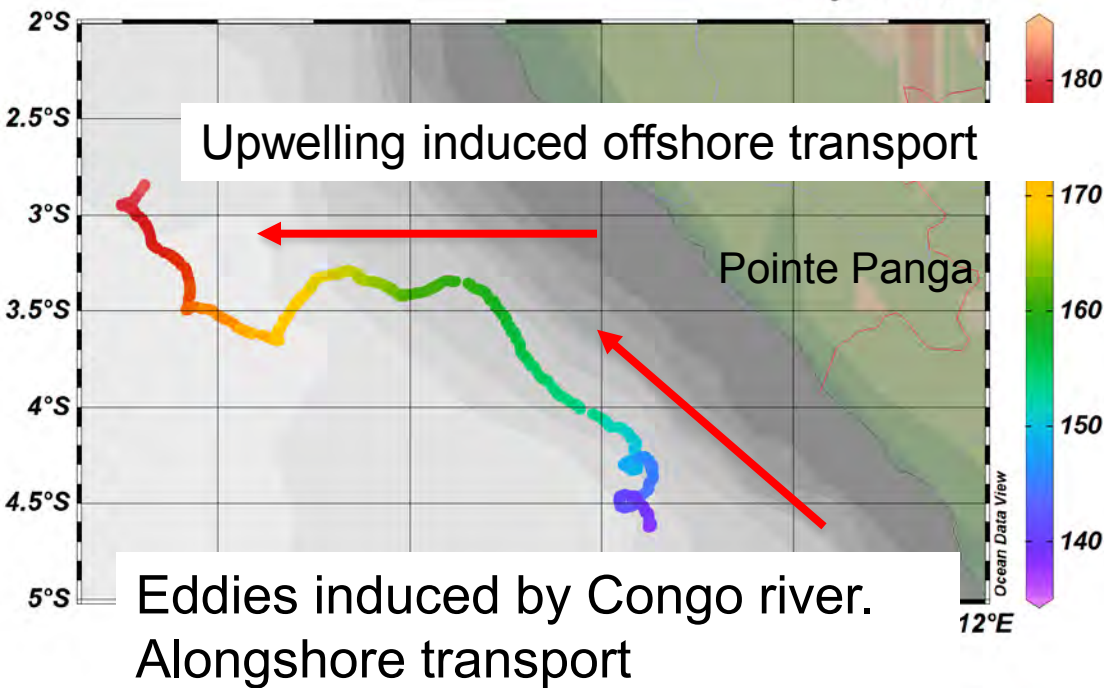 2°S
180
2.5°S
Upwelling induced offshore transport
170
3°S
Pointe Panga
3.5°S
160
4°S
150
4.5°S
Ocean Data View
140
5°S
Eddies induced by Congo river.
12°E
Alongshore transport